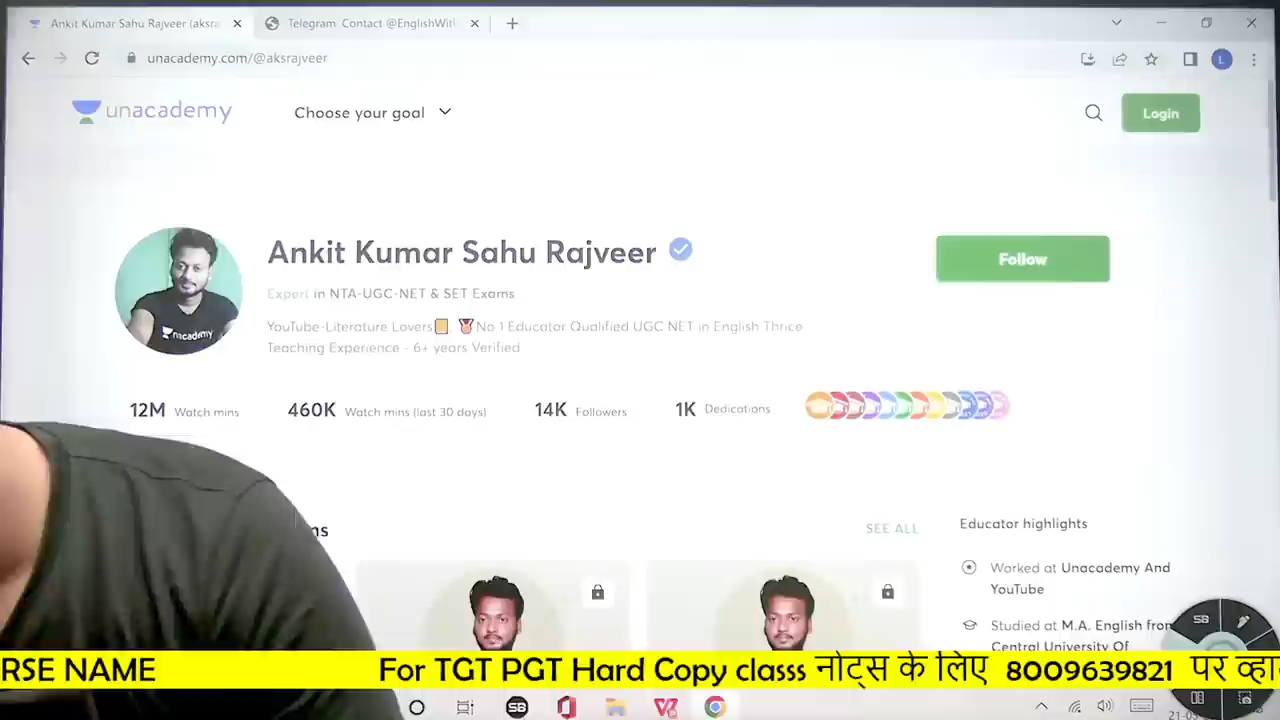 Ankit Kumar Sahu Rajveer (aksra
Telegram Contact @EnglishWitl
unacademy.com/@aksrajveer
L
unacademy
Choose your goal
Login
Ankit Kumar Sahu Rajveer
Follow
Expert in NTA-UGC-NET & SET Exams
YouTube-Literature Lovers No 1 Educator Qualified UGC NET in English Thrice
Teaching Experience - 6+ years Verified
unacademy
12M Watch mins 460K Watch mins (last 30 days) 14K Followers 1K Dedications
SEE ALL
Educator highlights
Worked at Unacademy And
YouTube
Studied at M.A. English from
Central University Of
SB
RSE NAME For TGT PGT Hard Copy classs नोट्स के लिए 8009639821 पर व्हा
SB